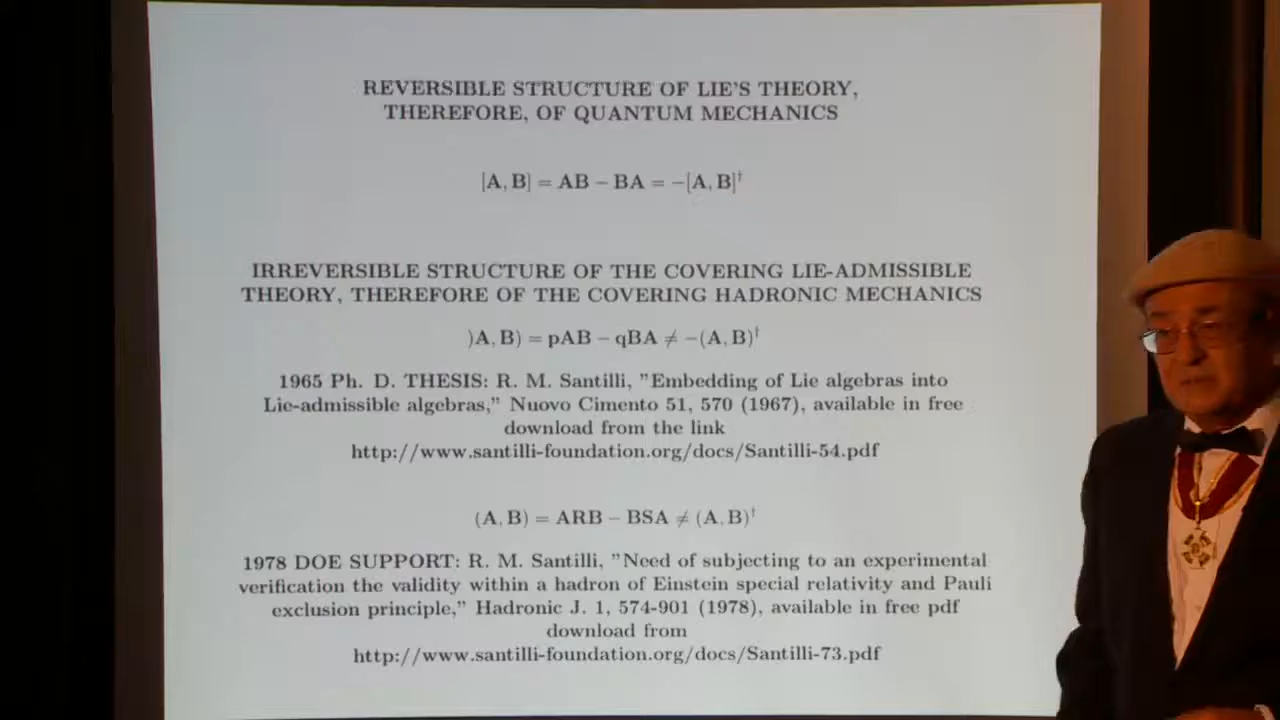 REVERSIBLE STRUCTURE OF LIE'S THEORY,
THEREFORE, OF QUANTUM MECHANICS
[A, B] = AB − BA = −[A, B]†
IRREVERSIBLE STRUCTURE OF THE COVERING LIE-ADMISSIBLE
THEORY, THEREFORE OF THE COVERING HADRONIC MECHANICS
)A, B) = pAB − qBA ≠ −(A, B)†
1965 Ph. D. THESIS: R. M. Santilli, "Embedding of Lie algebras into
Lie-admissible algebras," Nuovo Cimento 51, 570 (1967), available in free
download from the link
http://www.santilli-foundation.org/docs/Santilli-54.pdf
(A, B) = ARB − BSA ≠ (A, B)†
1978 DOE SUPPORT: R. M. Santilli, "Need of subjecting to an experimental
verification the validity within a hadron of Einstein special relativity and Pauli
exclusion principle," Hadronic J. 1, 574-901 (1978), available in free pdf
download from
http://www.santilli-foundation.org/docs/Santilli-73.pdf